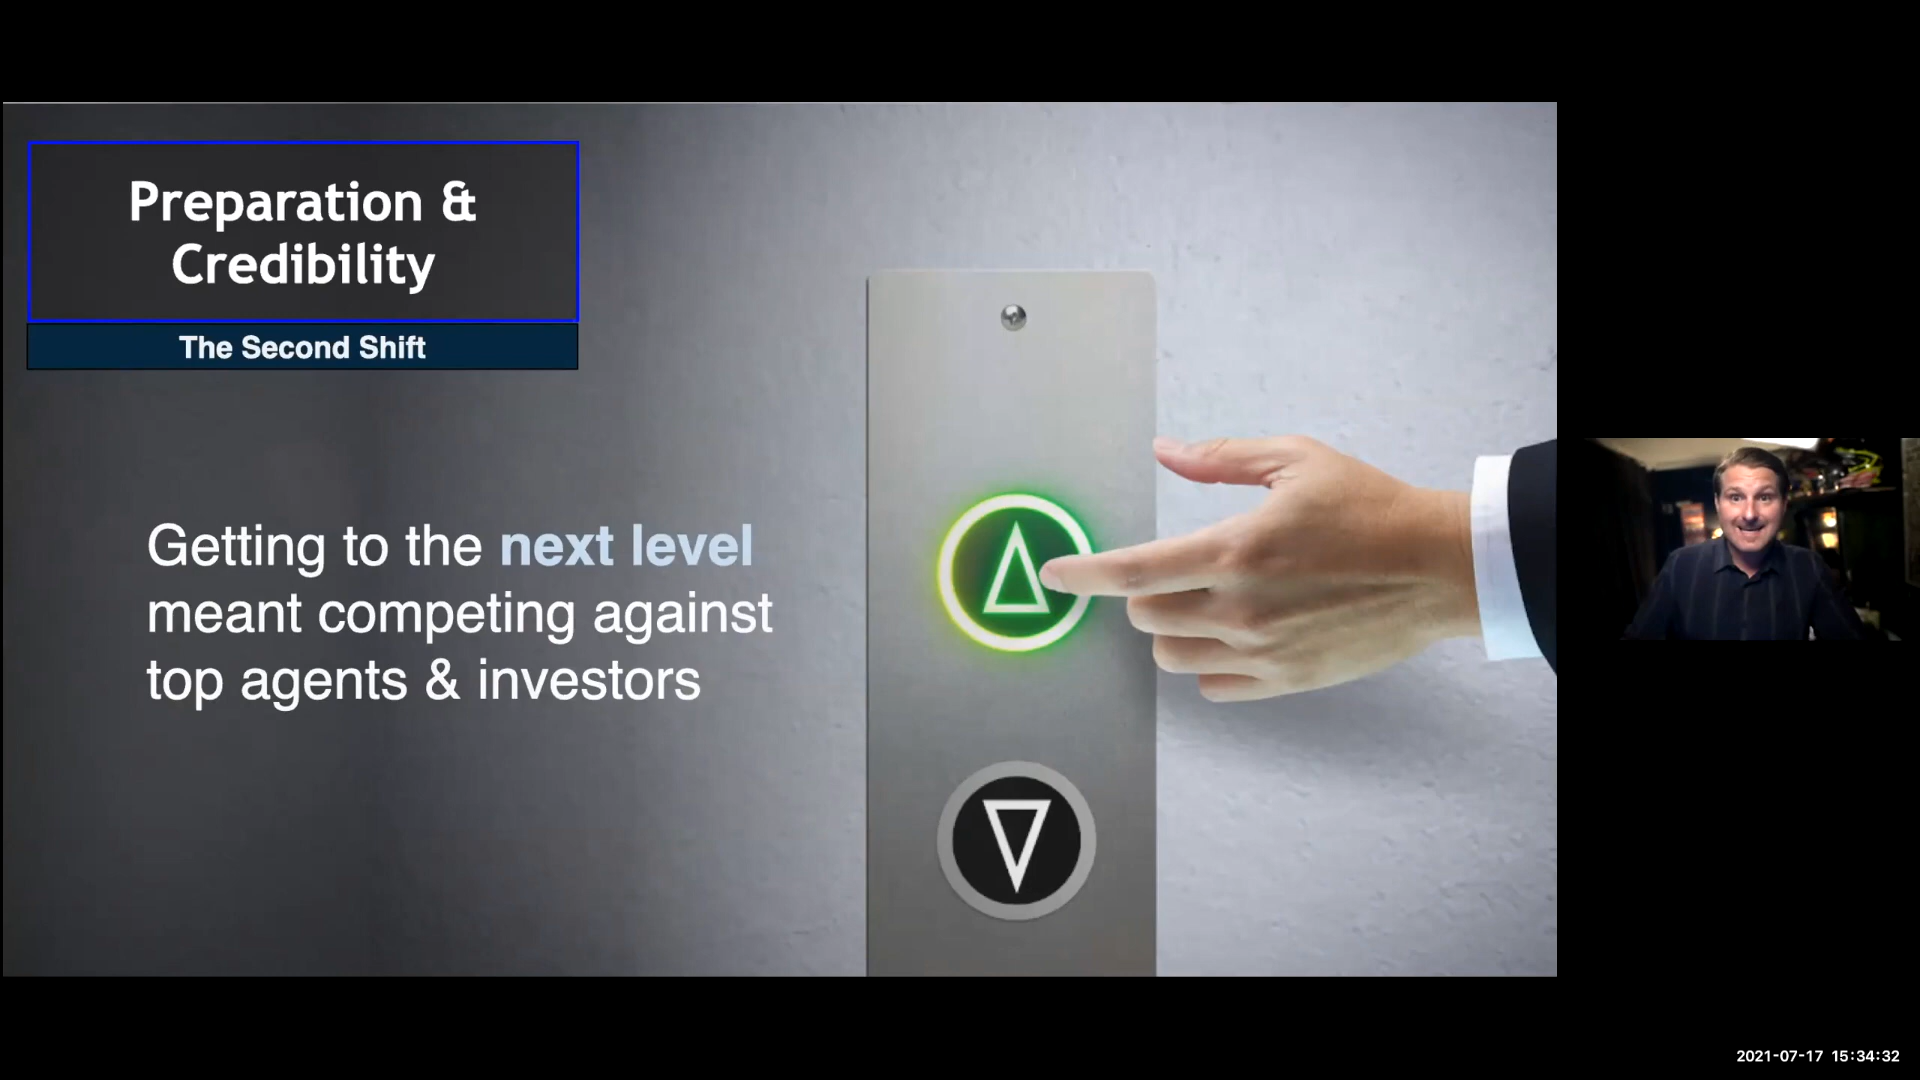 Preparation &
Credibility
The Second Shift
Getting to the next level
meant competing against
top agents & investors
2021-07-17 15:34:32